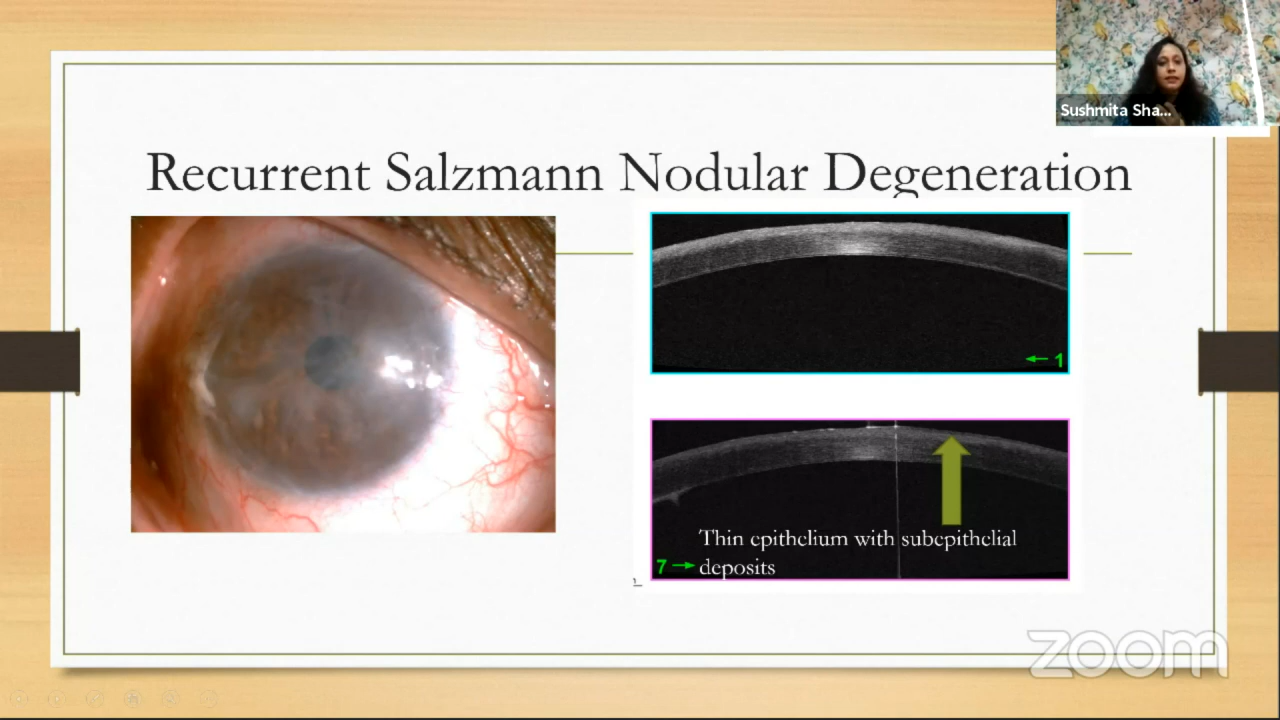 Sushmita Sha...
Recurrent Salzmann Nodular Degeneration
1
Thin epithelium with subepithelial
7
deposits
zoom